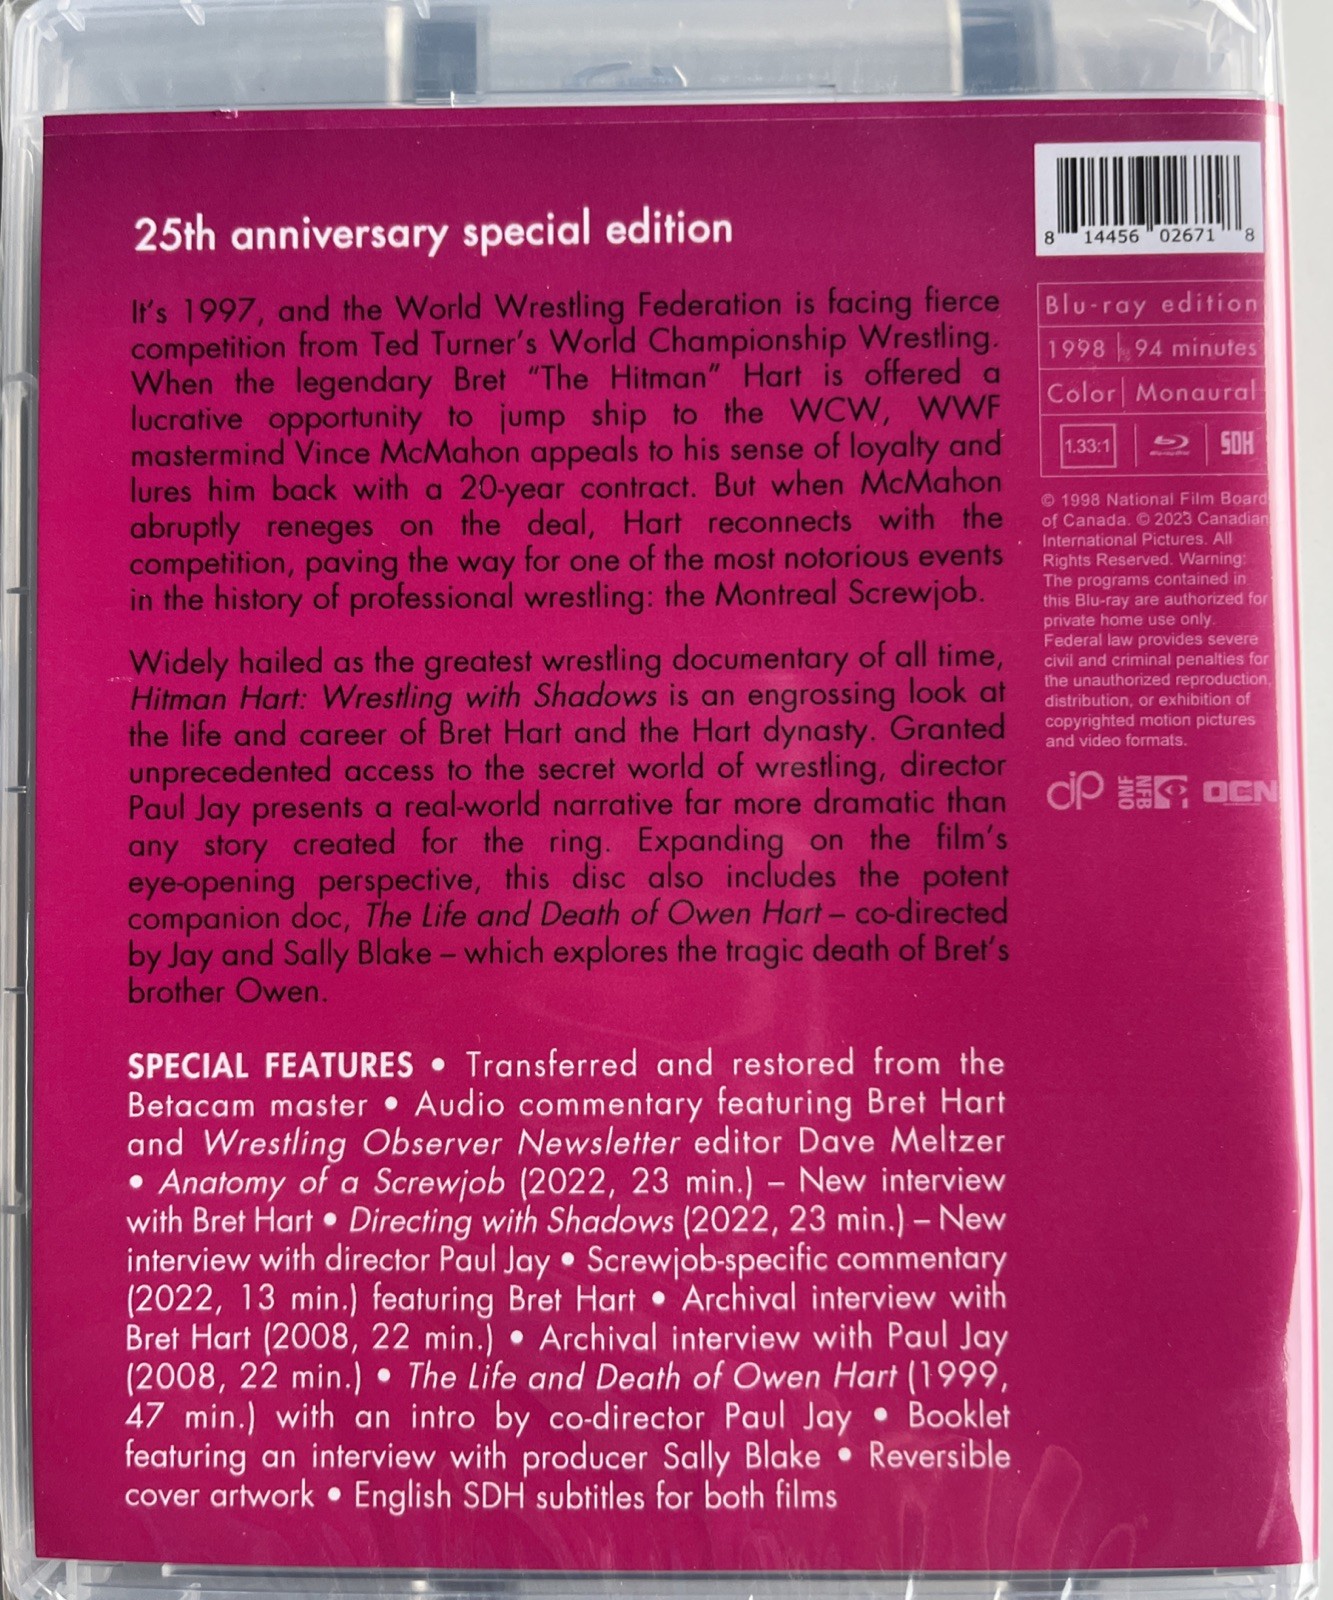 25th anniversary special edition
It's 1997, and the World Wrestling Federation is facing fierce
competition from Ted Turner's World Championship Wrestling.
When the legendary Bret "The Hitman" Hart is offered a
lucrative opportunity to jump ship to the WCW, WWF
mastermind Vince McMahon appeals to his sense of loyalty and
lures him back with a 20-year contract. But when McMahon
abruptly reneges on the deal, Hart reconnects with the
competition, paving the way for one of the most notorious events
in the history of professional wrestling: the Montreal Screwjob.
Widely hailed as the greatest wrestling documentary of all time,
Hitman Hart: Wrestling with Shadows is an engrossing look at
the life and career of Bret Hart and the Hart dynasty. Granted
unprecedented access to the secret world of wrestling, director
Paul Jay presents a real-world narrative far more dramatic than
any story created for the ring. Expanding on the film's
eye-opening perspective, this disc also includes the potent
companion doc, The Life and Death of Owen Hart – co-directed
by Jay and Sally Blake – which explores the tragic death of Bret's
brother Owen.
SPECIAL FEATURES • Transferred and restored from the
Betacam master • Audio commentary featuring Bret Hart
and Wrestling Observer Newsletter editor Dave Meltzer
• Anatomy of a Screwjob (2022, 23 min.) – New interview
with Bret Hart • Directing with Shadows (2022, 23 min.) – New
interview with director Paul Jay • Screwjob-specific commentary
(2022, 13 min.) featuring Bret Hart • Archival interview with
Bret Hart (2008, 22 min.) • Archival interview with Paul Jay
(2008, 22 min.) • The Life and Death of Owen Hart (1999,
47 min.) with an intro by co-director Paul Jay • Booklet
featuring an interview with producer Sally Blake • Reversible
cover artwork • English SDH subtitles for both films
8 14456 02671 8
Blu-ray edition
1998 | 94 minutes
Color | Monaural
1.33:1 SDH
© 1998 National Film Board
of Canada. © 2023 Canadian
International Pictures. All
Rights Reserved. Warning:
The programs contained in
this Blu-ray are authorized for
private home use only.
Federal law provides severe
civil and criminal penalties for
the unauthorized reproduction,
distribution, or exhibition of
copyrighted motion pictures
and video formats.
cip ONF NFB OCN